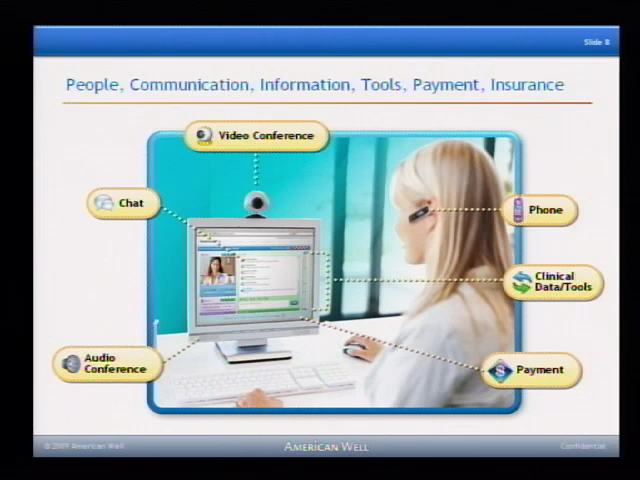 Slide 8
People, Communication, Information, Tools, Payment, Insurance
Video Conference
Chat
Phone
Clinical
Data/Tools
Audio
Conference
Payment
© 2009 American Well
AMERICAN WELL
Confidential